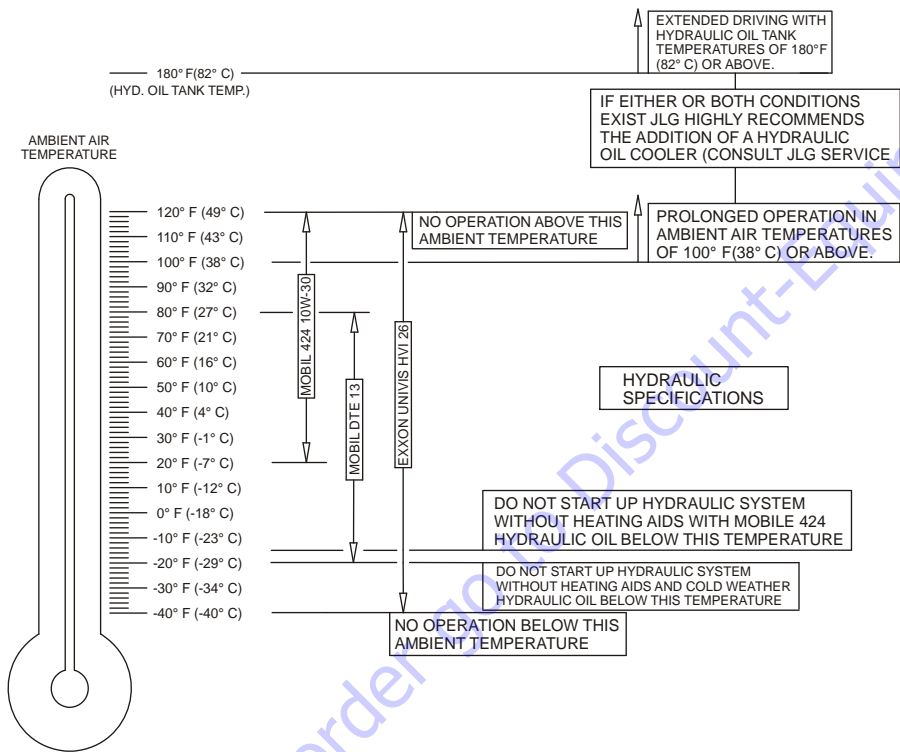 EXTENDED DRIVING WITH
HYDRAULIC OIL TANK
TEMPERATURES OF 180°F
(82° C) OR ABOVE.
180° F(82° C)
(HYD. OIL TANK TEMP.)
IF EITHER OR BOTH CONDITIONS
EXIST JLG HIGHLY RECOMMENDS
THE ADDITION OF A HYDRAULIC
OIL COOLER (CONSULT JLG SERVICE
AMBIENT AIR
TEMPERATURE
120° F (49° C)
110° F (43° C)
100° F (38° C)
90° F (32° C)
80° F (27° C)
70° F (21° C)
60° F (16° C)
50° F (10° C)
40° F (4° C)
30° F (-1° C)
20° F (-7° C)
10° F (-12° C)
0° F (-18° C)
-10° F (-23° C)
-20° F (-29° C)
-30° F (-34° C)
-40° F (-40° C)
MOBIL 424 10W-30
MOBIL DTE 13
EXXON UNIVIS HVI 26
NO OPERATION ABOVE THIS
AMBIENT TEMPERATURE
PROLONGED OPERATION IN
AMBIENT AIR TEMPERATURES
OF 100° F(38° C) OR ABOVE.
HYDRAULIC
SPECIFICATIONS
DO NOT START UP HYDRAULIC SYSTEM
WITHOUT HEATING AIDS WITH MOBILE 424
HYDRAULIC OIL BELOW THIS TEMPERATURE
DO NOT START UP HYDRAULIC SYSTEM
WITHOUT HEATING AIDS AND COLD WEATHER
HYDRAULIC OIL BELOW THIS TEMPERATURE
NO OPERATION BELOW THIS
AMBIENT TEMPERATURE
order go to Discount-Equip